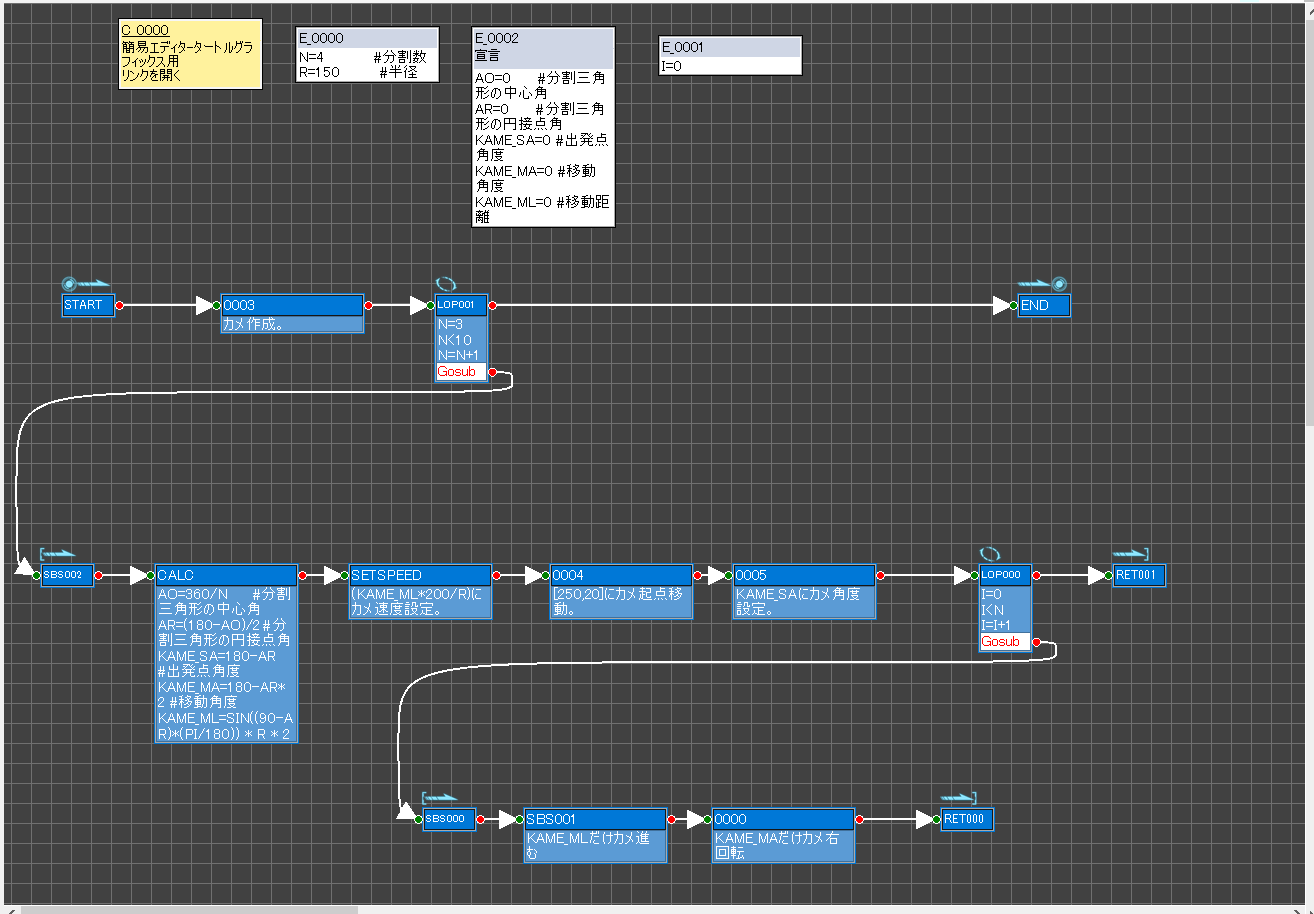 C_0000
簡易エディタータートルグラ
フィックス用
リンクを開く
E_0000
N=4 #分割数
R=150 #半径
E_0002
宣言
AO=0 #分割三角
形の中心角
AR=0 #分割三角
形の円接点角
KAME_SA=0 #出発点
角度
KAME_MA=0 #移動
角度
KAME_ML=0 #移動距
離
E_0001
I=0
START
0003
カメ作成。
LOP001
N=3
N<10
N=N+1
Gosub
END
SBS002
CALC
AO=360/N #分割
三角形の中心角
AR=(180-AO)/2 #分
割三角形の円接点角
KAME_SA=180-AR
#出発点角度
KAME_MA=180-AR*
2 #移動角度
KAME_ML=SIN((90-A
R)*(PI/180)) * R * 2
SETSPEED
(KAME_ML*200/R)に
カメ速度設定。
0004
[250,20]にカメ起点移
動。
0005
KAME_SAにカメ角度
設定。
LOP000
I=0
I<N
I=I+1
Gosub
RET001
SBS000
SBS001
KAME_MLだけカメ進
む
0000
KAME_MAだけカメ右
回転
RET000